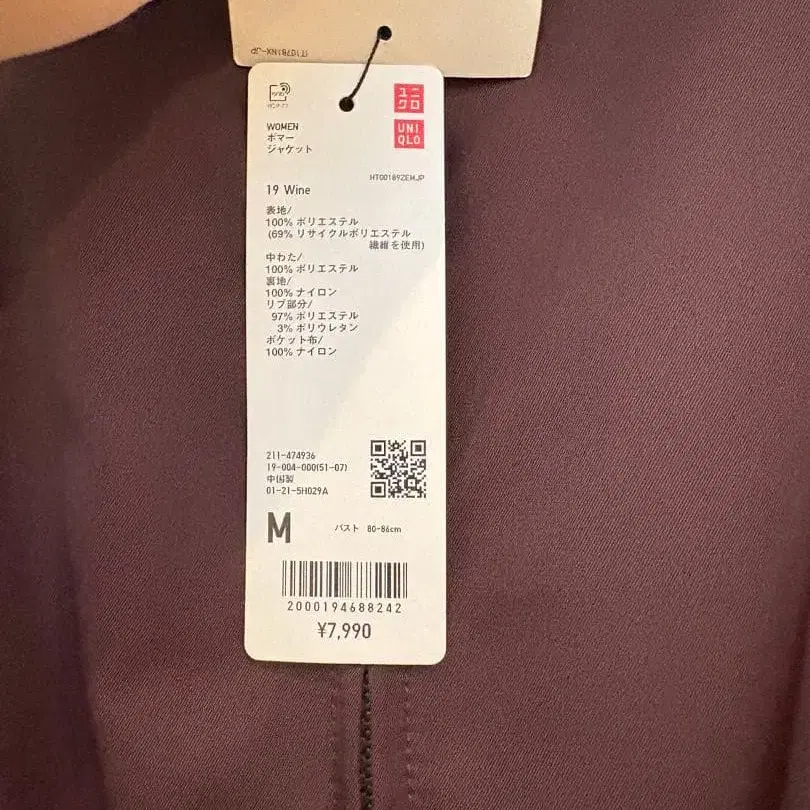 IT1078INX-JP
ユニ
クロ
WOMEN
ボマー
ジャケット
UNI
QLO
HT00189ZEMJP
19 Wine
表地/
100% ポリエステル
(69% リサイクルポリエステル
繊維を使用)
中わた/
100% ポリエステル
裏地/
100% ナイロン
リブ部分/
97% ポリエステル
3% ポリウレタン
ポケット布/
100% ナイロン
211-474936
19-004-000(51-07)
中国製
01-21-5H029A
M バスト 80-86cm
2000194688242
¥7,990